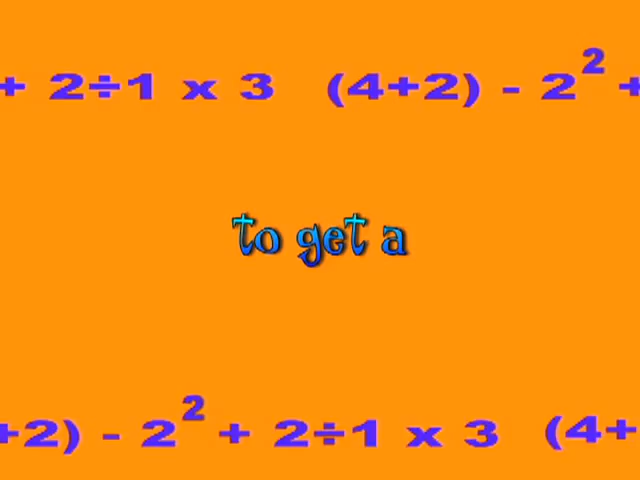 + 2÷1 x 3 (4+2) - 2² +
to get a
+2) - 2² + 2÷1 x 3 (4+